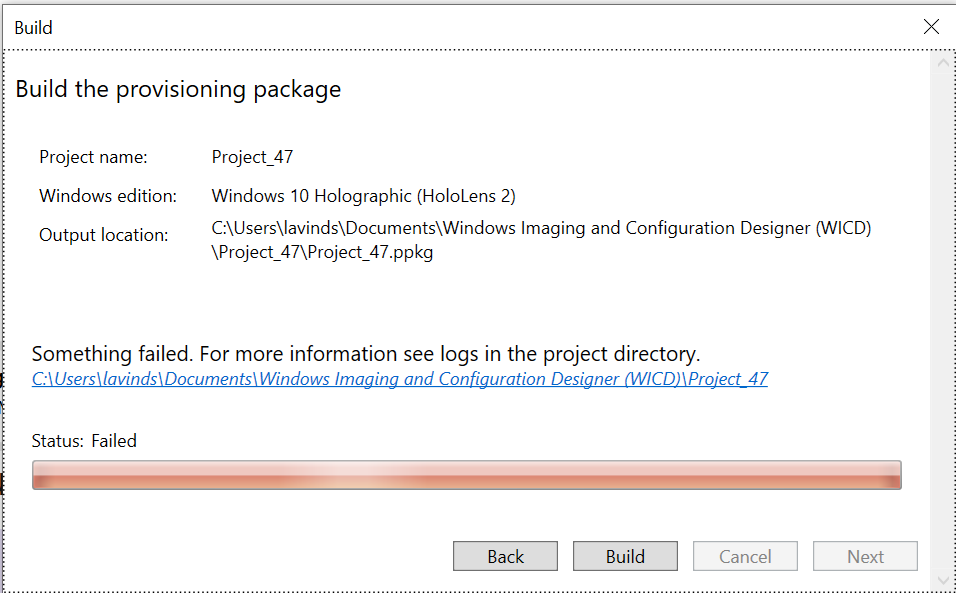 Build
Build the provisioning package
Project name: Project_47
Windows edition: Windows 10 Holographic (HoloLens 2)
Output location: C:\Users\lavinds\Documents\Windows Imaging and Configuration Designer (WICD)
\Project_47\Project_47.ppkg
Something failed. For more information see logs in the project directory.
C:\Users\lavinds\Documents\Windows Imaging and Configuration Designer (WICD)\Project_47
Status: Failed
Back Build Cancel Next